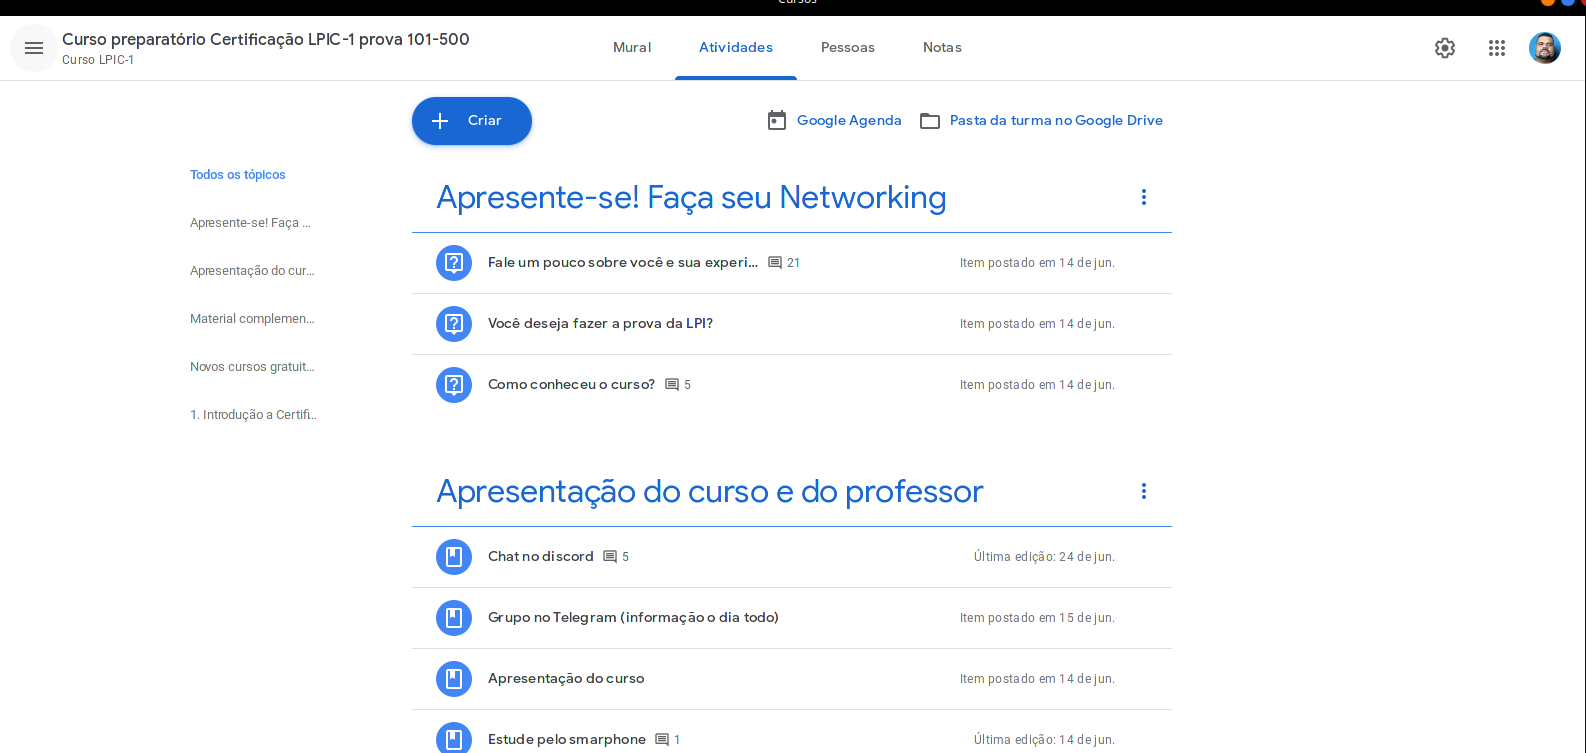 Cursos
Curso preparatório Certificação LPIC-1 prova 101-500
Curso LPIC-1
Mural
Atividades
Pessoas
Notas
Criar
Google Agenda
Pasta da turma no Google Drive
Todos os tópicos
Apresente-se! Faça ...
Apresentação do cur...
Material complemen...
Novos cursos gratuit...
1. Introdução a Certifi...
Apresente-se! Faça seu Networking
Fale um pouco sobre você e sua experi... 21 Item postado em 14 de jun.
Você deseja fazer a prova da LPI? Item postado em 14 de jun.
Como conheceu o curso? 5 Item postado em 14 de jun.
Apresentação do curso e do professor
Chat no discord 5 Última edição: 24 de jun.
Grupo no Telegram (informação o dia todo) Item postado em 15 de jun.
Apresentação do curso Item postado em 14 de jun.
Estude pelo smarphone 1 Última edição: 14 de jun.